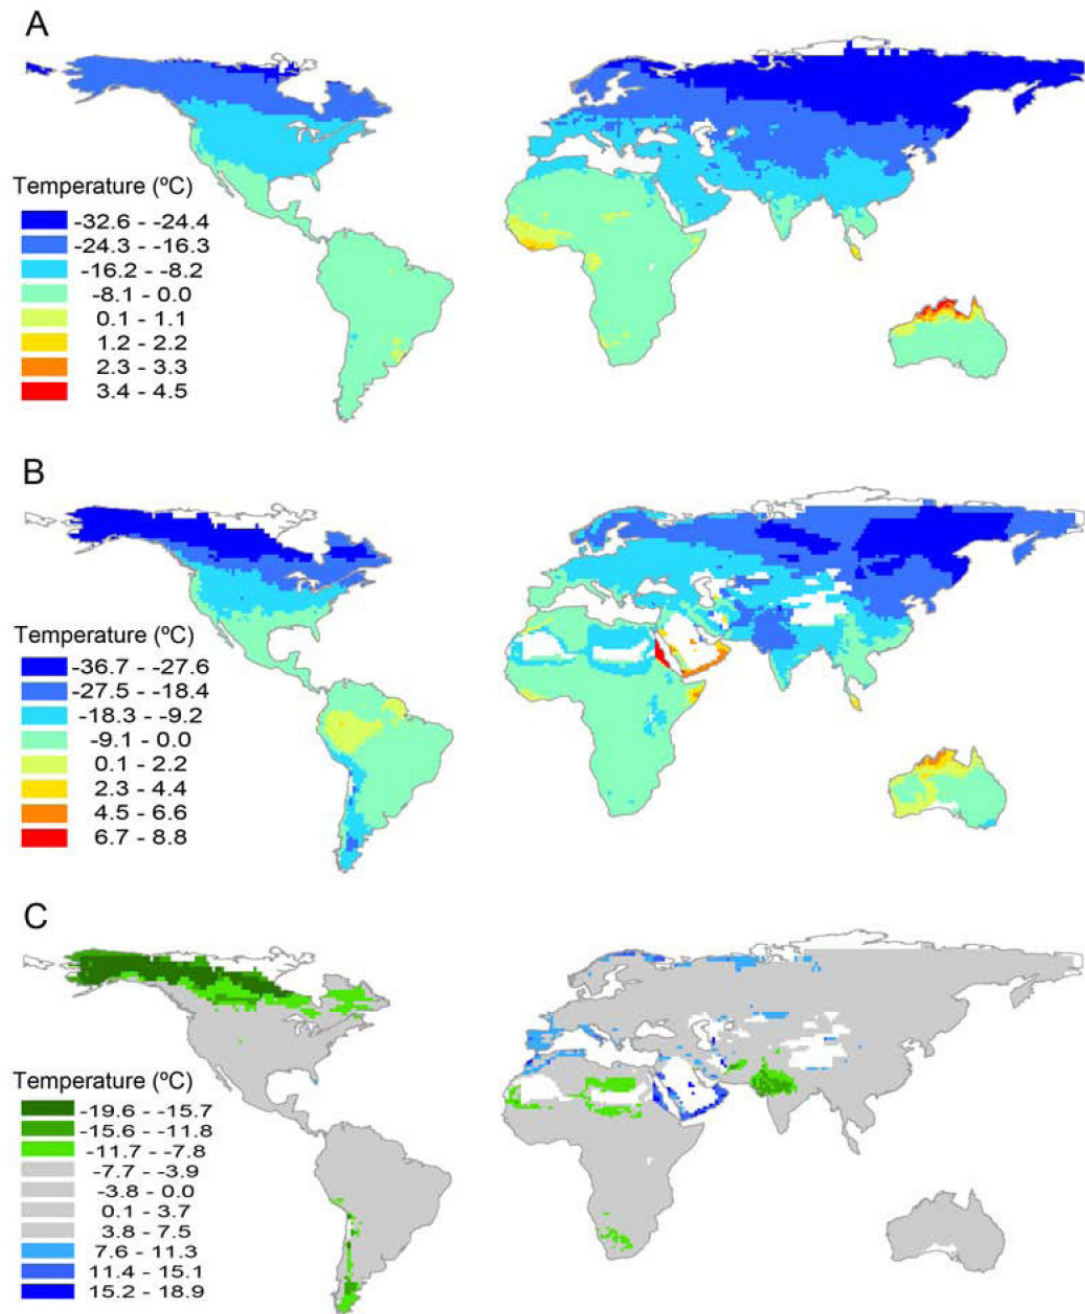 A
Temperature (ºC)
-32.6 - -24.4
-24.3 - -16.3
-16.2 - -8.2
-8.1 - 0.0
0.1 - 1.1
1.2 - 2.2
2.3 - 3.3
3.4 - 4.5
B
Temperature (ºC)
-36.7 - -27.6
-27.5 - -18.4
-18.3 - -9.2
-9.1 - 0.0
0.1 - 2.2
2.3 - 4.4
4.5 - 6.6
6.7 - 8.8
C
Temperature (ºC)
-19.6 - -15.7
-15.6 - -11.8
-11.7 - -7.8
-7.7 - -3.9
-3.8 - 0.0
0.1 - 3.7
3.8 - 7.5
7.6 - 11.3
11.4 - 15.1
15.2 - 18.9